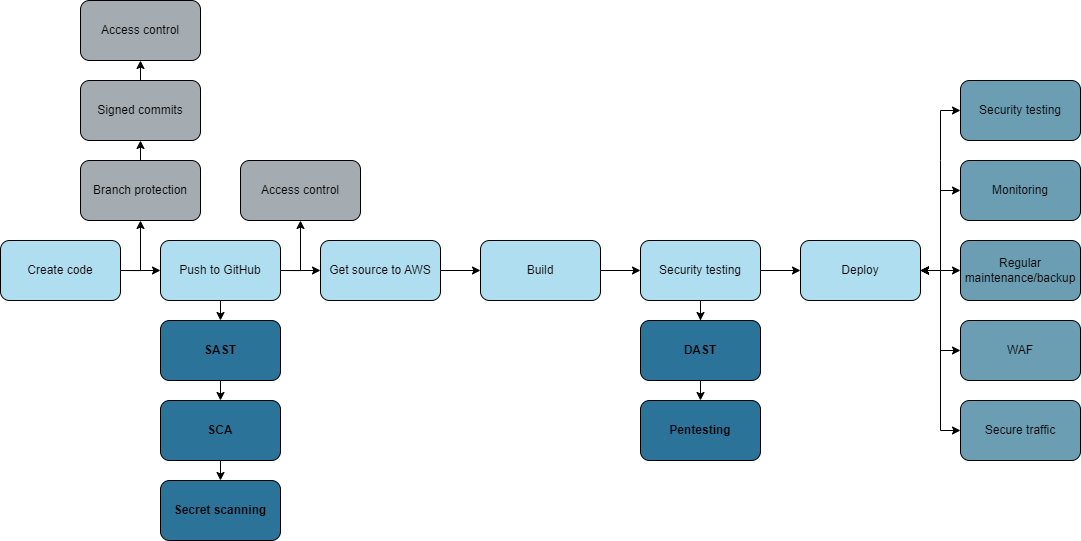 Access control
Signed commits
Security testing
Branch protection
Access control
Monitoring
Create code
Push to GitHub
Get source to AWS
Build
Security testing
Deploy
Regular
maintenance/backup
SAST
DAST
WAF
SCA
Pentesting
Secure traffic
Secret scanning